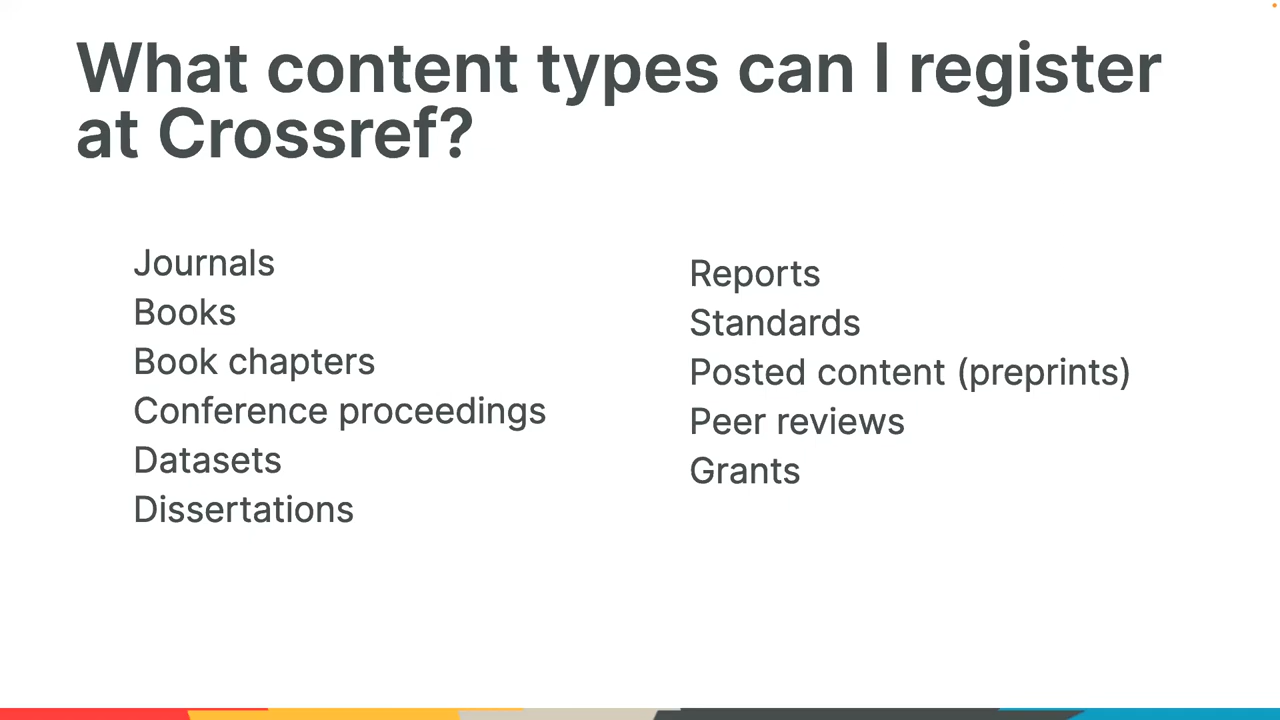 What content types can I register
at Crossref?
Journals
Books
Book chapters
Conference proceedings
Datasets
Dissertations
Reports
Standards
Posted content (preprints)
Peer reviews
Grants